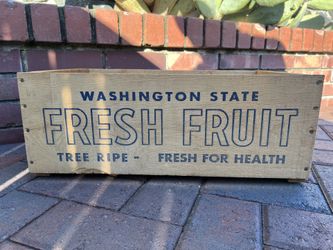 WASHINGTON STATE
FRESH FRUIT
TREE RIPE - FRESH FOR HEALTH